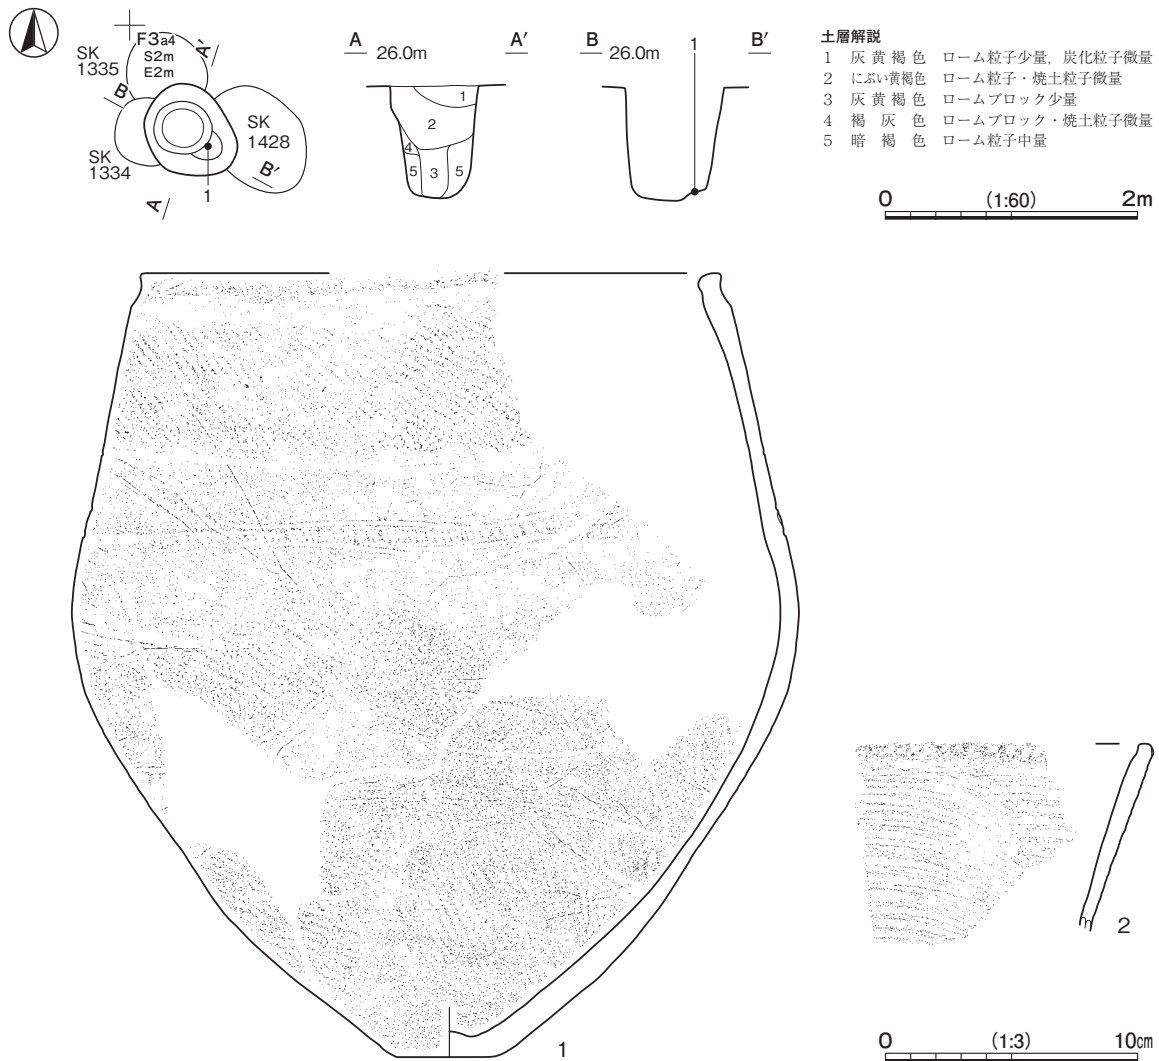 F3a4
S2m
E2m
SK
1335
A′
B
SK
1334
SK
1428
B′
A
1
A 26.0m A′
1
2
4
5 3 5
B 26.0m 1 B′
土層解説
1 灰黄褐色 ローム粒子少量，炭化粒子微量
2 にぶい黄褐色 ローム粒子・焼土粒子微量
3 灰黄褐色 ロームブロック少量
4 褐灰色 ロームブロック・焼土粒子微量
5 暗褐色 ローム粒子中量
0 (1:60) 2m
1
2
0 (1:3) 10cm